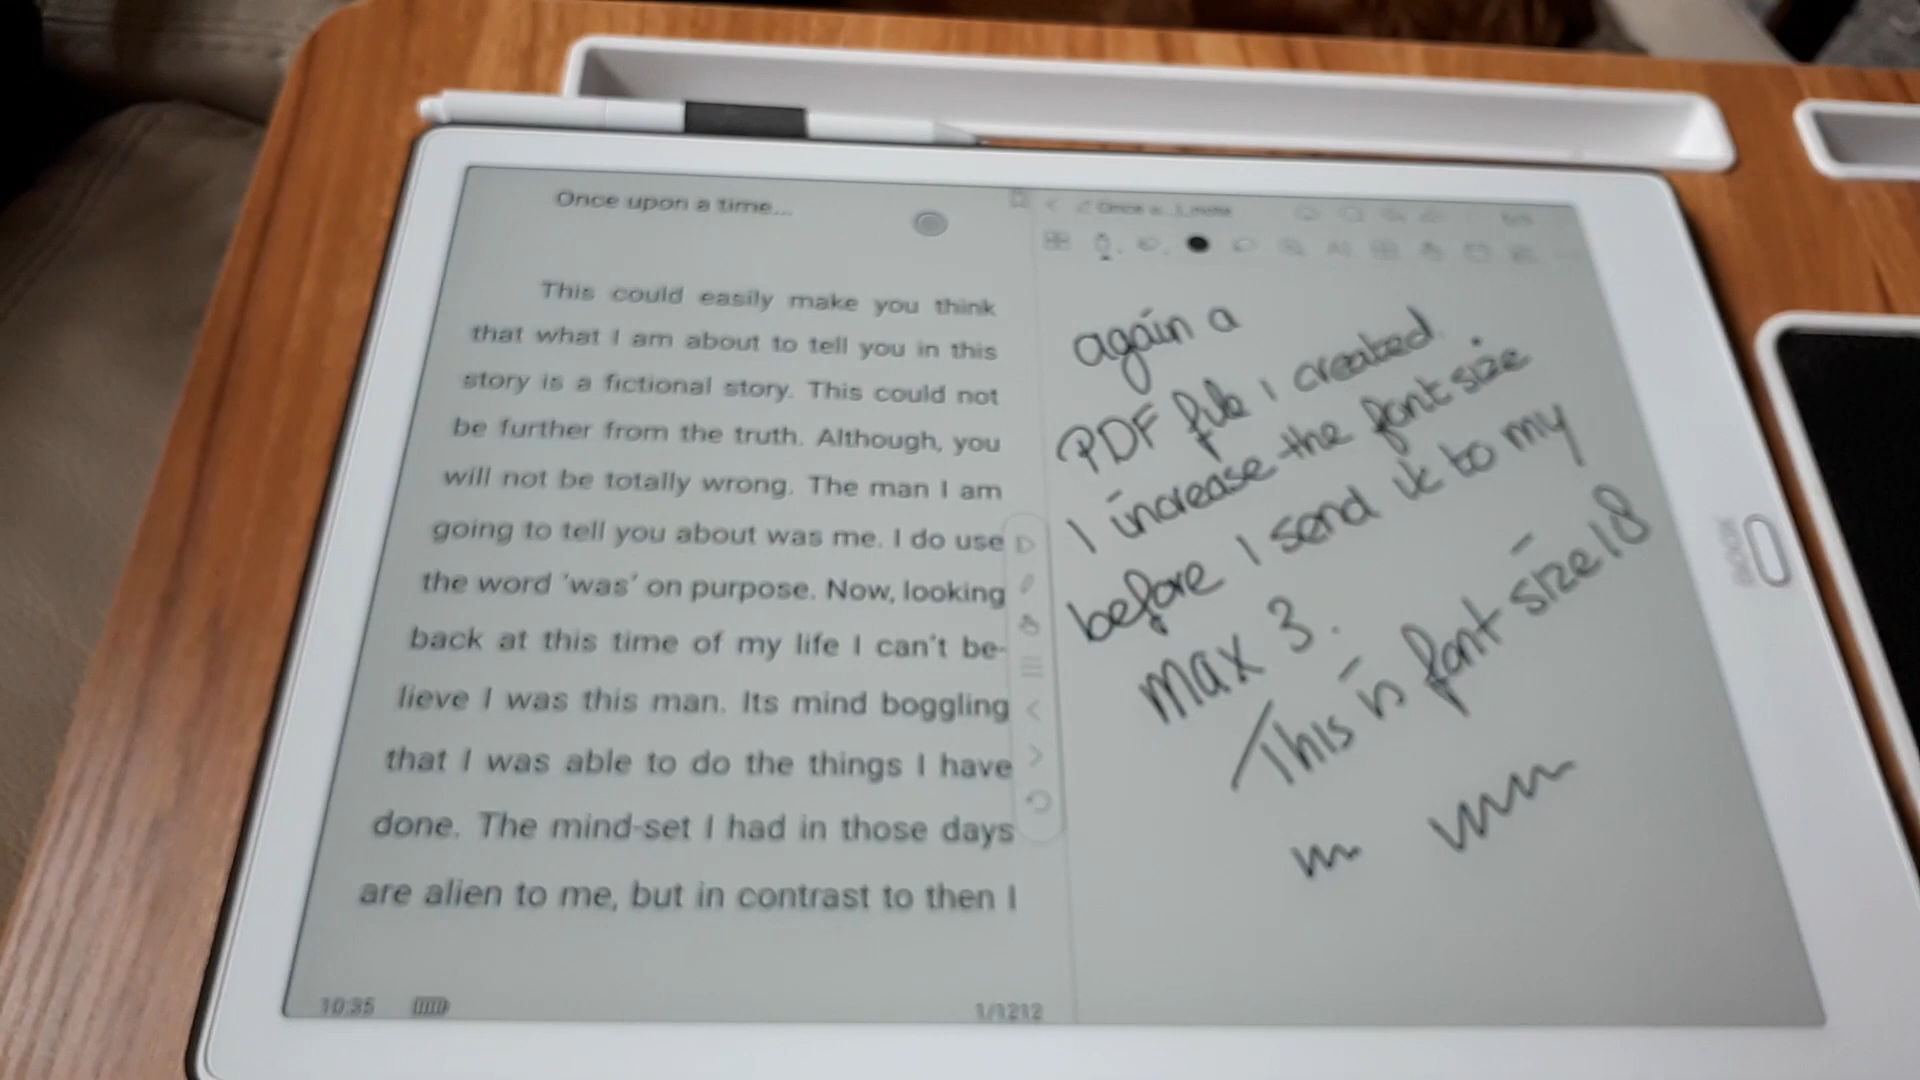 Once upon a time...
This could easily make you think
that what I am about to tell you in this
story is a fictional story. This could not
be further from the truth. Although, you
will not be totally wrong. The man I am
going to tell you about was me. I do use
the word 'was' on purpose. Now, looking
back at this time of my life I can't be-
lieve I was this man. Its mind boggling
that I was able to do the things I have
done. The mind-set I had in those days
are alien to me, but in contrast to then I
10:35
1/1212
Once u...
again a
PDF file I created.
I increase the font size
before I send it to my
max 3.
This is font size 18
BOOX